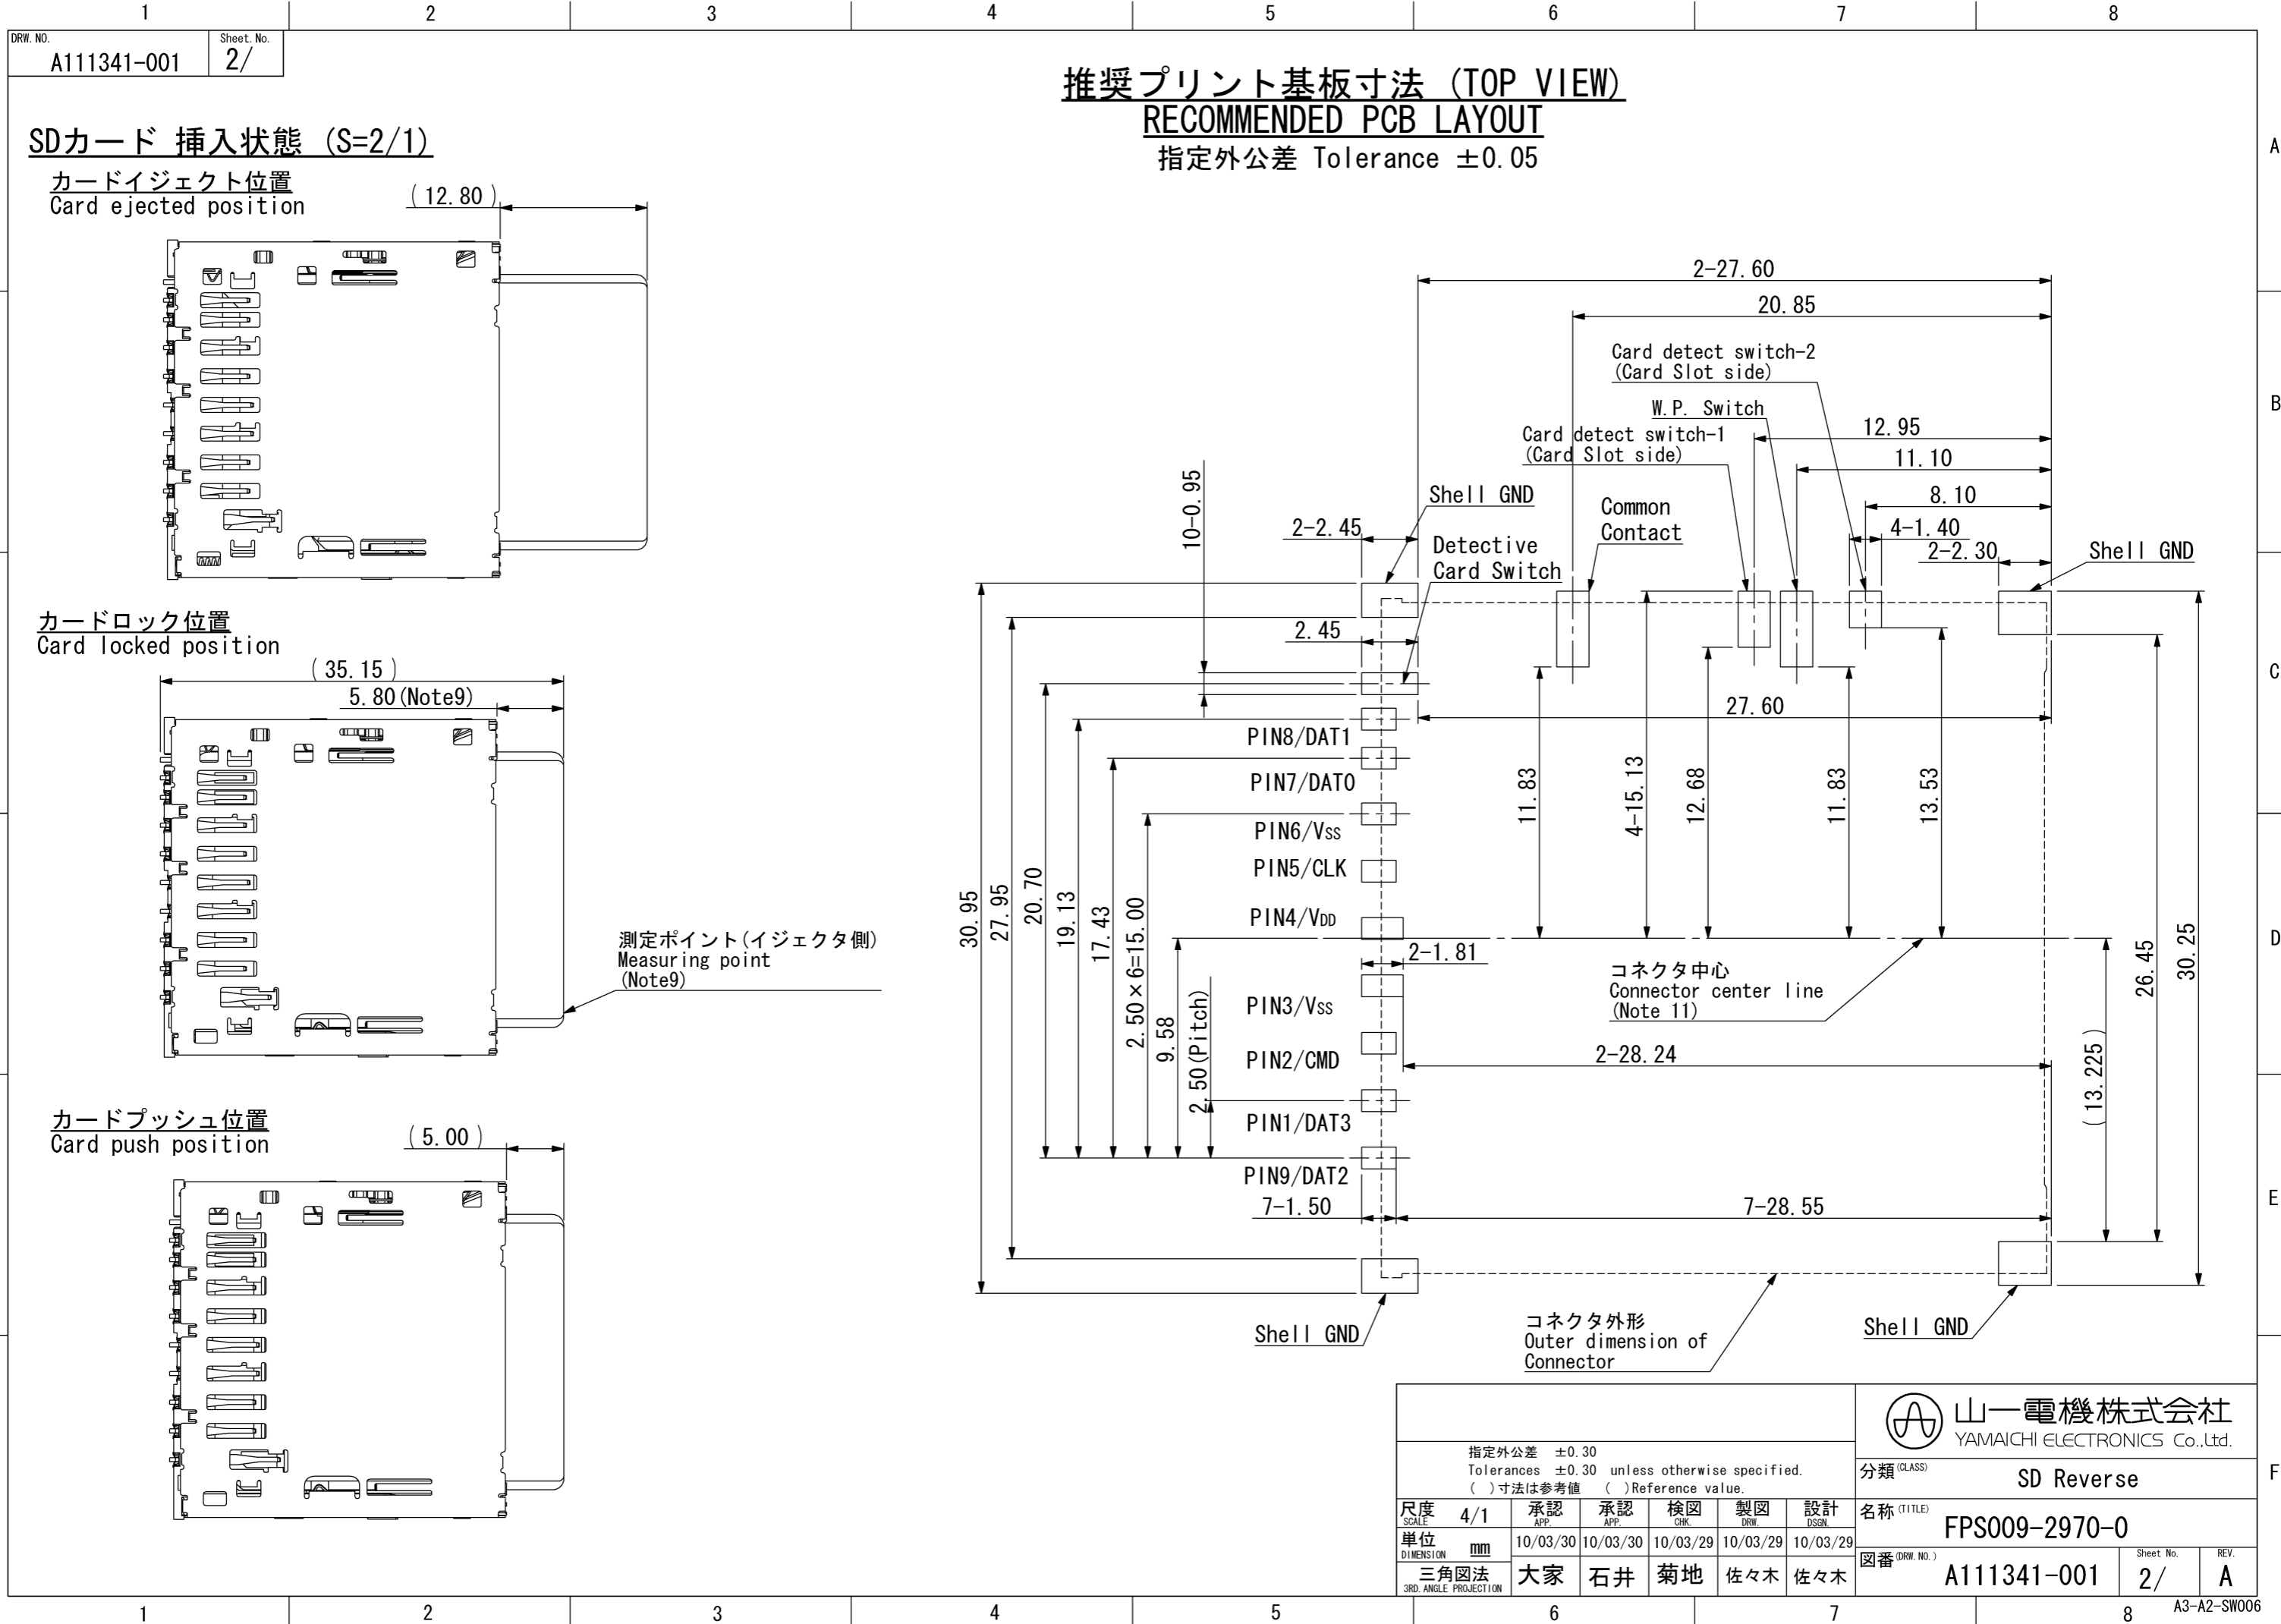 1 2 3 4 5 6 7 8
DRW. NO.
A111341-001
Sheet. No.
2/
推奨プリント基板寸法 (TOP VIEW)
RECOMMENDED PCB LAYOUT
指定外公差 Tolerance ±0.05
SDカード 挿入状態 (S=2/1)
カードイジェクト位置
Card ejected position
(12.80)
カードロック位置
Card locked position
(35.15)
5.80(Note9)
測定ポイント(イジェクタ側)
Measuring point
(Note9)
カードプッシュ位置
Card push position
(5.00)
2-27.60
20.85
Card detect switch-2
(Card Slot side)
W.P. Switch
12.95
Card detect switch-1
(Card Slot side)
11.10
10-0.95
Shell GND
Common
Contact
8.10
2-2.45
4-1.40
Detective
Card Switch
2-2.30
Shell GND
2.45
27.60
PIN8/DAT1
PIN7/DAT0
PIN6/Vss
PIN5/CLK
PIN4/VDD
PIN3/Vss
PIN2/CMD
PIN1/DAT3
PIN9/DAT2
11.83
4-15.13
12.68
11.83
13.53
30.95
27.95
20.70
19.13
17.43
2.50×6=15.00
9.58
2.50(Pitch)
2-1.81
コネクタ中心
Connector center line
(Note 11)
26.45
30.25
(13.225)
2-28.24
7-1.50
7-28.55
Shell GND
コネクタ外形
Outer dimension of
Connector
Shell GND
A
B
C
D
E
F
A
B
C
D
E
F
指定外公差 ±0.30
Tolerances ±0.30 unless otherwise specified.
( )寸法は参考値 ( )Reference value.
尺度
SCALE
4/1
承認
APP.
承認
APP.
検図
CHK.
製図
DRW.
設計
DSGN.
単位
DIMENSION
mm
10/03/30 10/03/30 10/03/29 10/03/29 10/03/29
三角図法
3RD. ANGLE PROJECTION
大家 石井 菊地 佐々木 佐々木
山一電機株式会社
YAMAICHI ELECTRONICS Co.,Ltd.
分類(CLASS)
SD Reverse
名称(TITLE)
FPS009-2970-0
図番(DRW. NO.)
A111341-001
Sheet No.
2/
REV.
A
A3-A2-SW006
1 2 3 4 5 6 7 8